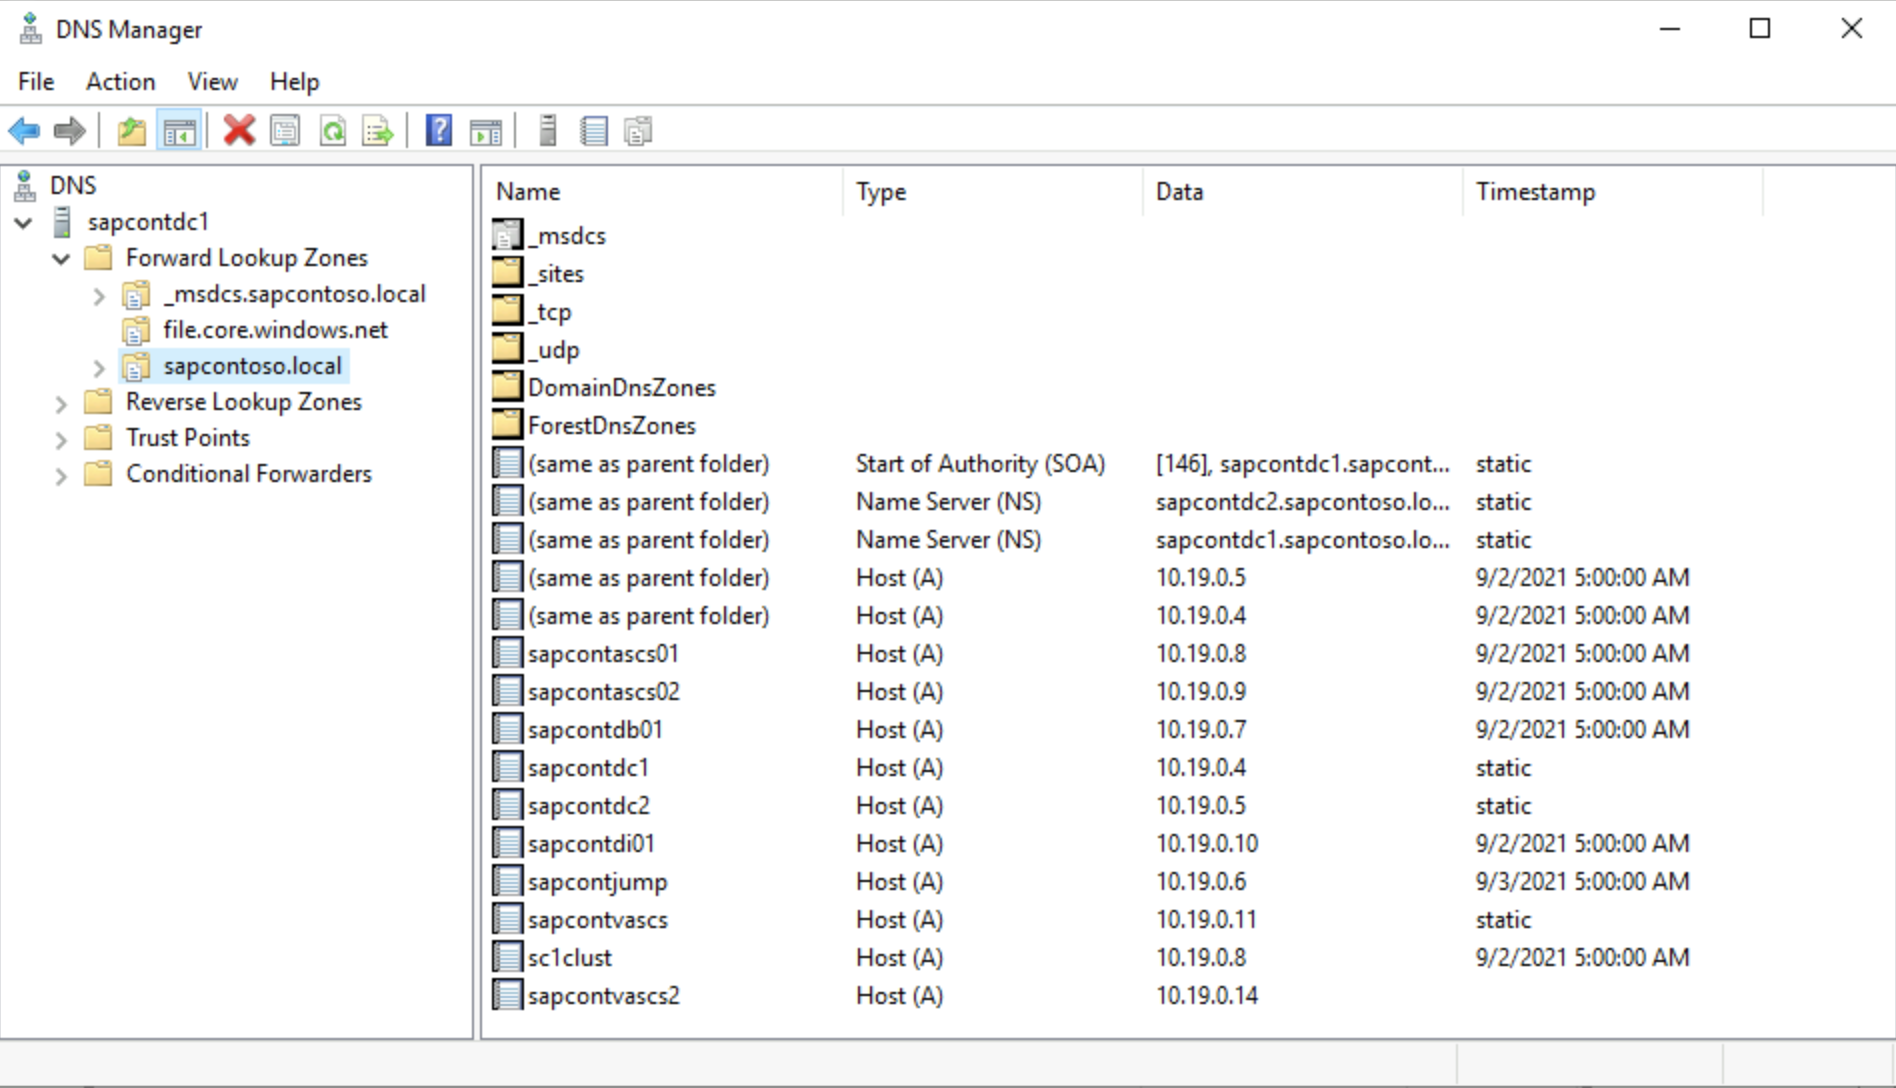 DNS Manager
File Action View Help
DNS
sapcontdc1
Forward Lookup Zones
_msdcs.sapcontoso.local
file.core.windows.net
sapcontoso.local
Reverse Lookup Zones
Trust Points
Conditional Forwarders
Name Type Data Timestamp
_msdcs
_sites
_tcp
_udp
DomainDnsZones
ForestDnsZones
(same as parent folder) Start of Authority (SOA) [146], sapcontdc1.sapcont... static
(same as parent folder) Name Server (NS) sapcontdc2.sapcontoso.lo... static
(same as parent folder) Name Server (NS) sapcontdc1.sapcontoso.lo... static
(same as parent folder) Host (A) 10.19.0.5 9/2/2021 5:00:00 AM
(same as parent folder) Host (A) 10.19.0.4 9/2/2021 5:00:00 AM
sapcontascs01 Host (A) 10.19.0.8 9/2/2021 5:00:00 AM
sapcontascs02 Host (A) 10.19.0.9 9/2/2021 5:00:00 AM
sapcontdb01 Host (A) 10.19.0.7 9/2/2021 5:00:00 AM
sapcontdc1 Host (A) 10.19.0.4 static
sapcontdc2 Host (A) 10.19.0.5 static
sapcontdi01 Host (A) 10.19.0.10 9/2/2021 5:00:00 AM
sapcontjump Host (A) 10.19.0.6 9/3/2021 5:00:00 AM
sapcontvascs Host (A) 10.19.0.11 static
sc1clust Host (A) 10.19.0.8 9/2/2021 5:00:00 AM
sapcontvascs2 Host (A) 10.19.0.14